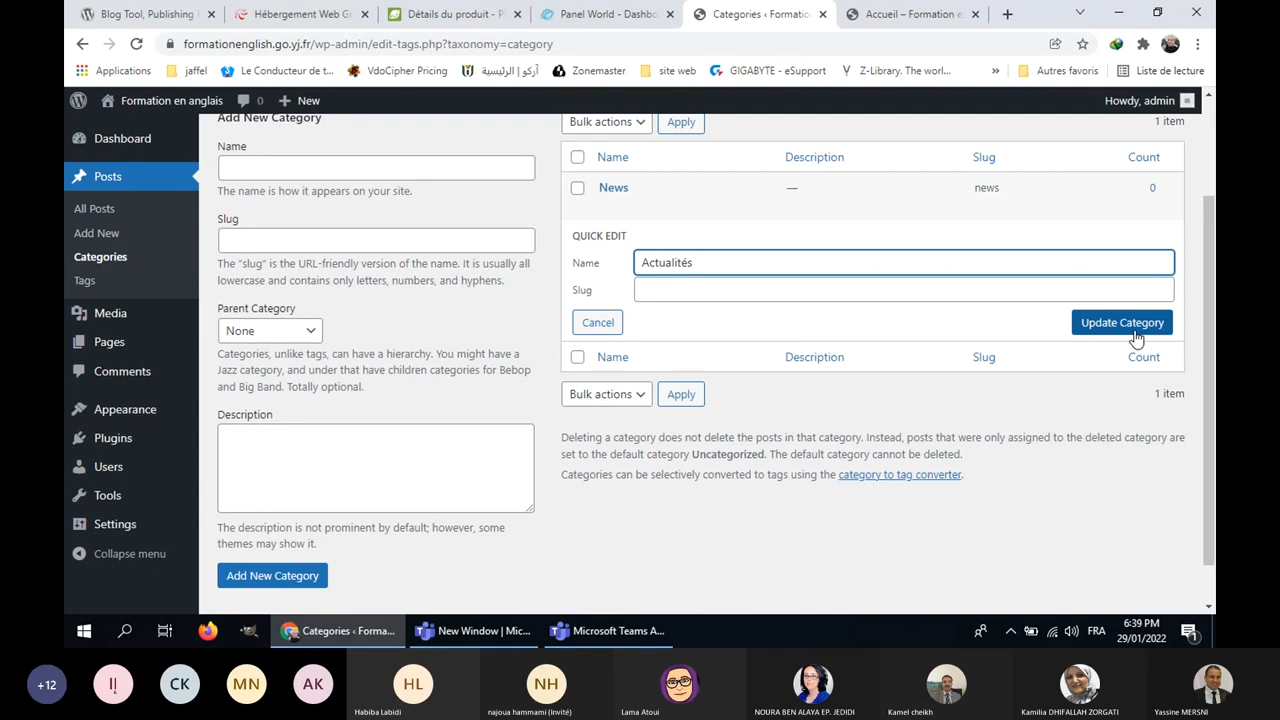 Blog Tool, Publishing
Hébergement Web G
Détails du produit - P
Panel World - Dashbo
Categories ‹ Formatio
Accueil – Formation e
formationenglish.go.yj.fr/wp-admin/edit-tags.php?taxonomy=category
Applications
jaffel
Le Conducteur de t...
VdoCipher Pricing
آركو | الرئيسية
Zonemaster
site web
GIGABYTE - eSupport
Z-Library. The worl...
»
Autres favoris
Liste de lecture
Formation en anglais
0
New
Howdy, admin
Dashboard
Posts
All Posts
Add New
Categories
Tags
Media
Pages
Comments
Appearance
Plugins
Users
Tools
Settings
Collapse menu
Add New Category
Name
The name is how it appears on your site.
Slug
The “slug” is the URL-friendly version of the name. It is usually all
lowercase and contains only letters, numbers, and hyphens.
Parent Category
None
Categories, unlike tags, can have a hierarchy. You might have a
Jazz category, and under that have children categories for Bebop
and Big Band. Totally optional.
Description
The description is not prominent by default; however, some
themes may show it.
Add New Category
Bulk actions
Apply
1 item
Name
Description
Slug
Count
News
—
news
0
QUICK EDIT
Name
Actualités
Slug
Cancel
Update Category
Name
Description
Slug
Count
Bulk actions
Apply
1 item
Deleting a category does not delete the posts in that category. Instead, posts that were only assigned to the deleted category are
set to the default category Uncategorized. The default category cannot be deleted.
Categories can be selectively converted to tags using the category to tag converter.
Categories ‹ Forma...
New Window | Mic...
Microsoft Teams A...
FRA
6:39 PM
29/01/2022
1
+12
CK
MN
AK
HL
NH
Habiba Labidi
najoua hammami (Invité)
Lama Atoui
NOURA BEN ALAYA EP. JEDIDI
Kamel cheikh
Kamilia DHIFALLAH ZORGATI
Yassine MERSNI